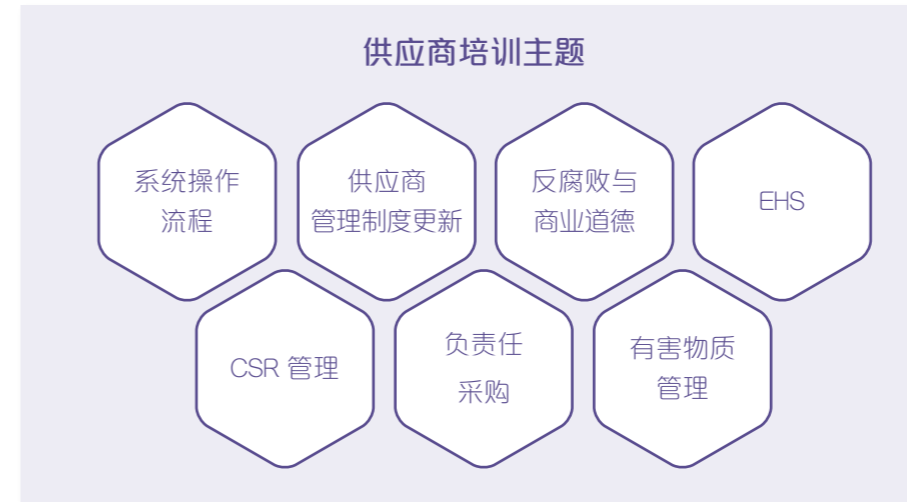 供应商培训主题
系统操作
流程
供应商
管理制度更新
反腐败与
商业道德
EHS
CSR 管理
负责任
采购
有害物质
管理